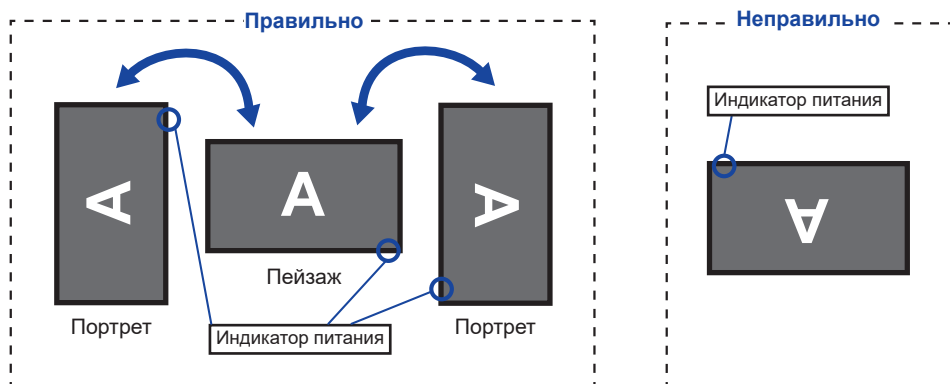 Правильно
Неправильно
Индикатор питания
A
A
A
A
Пейзаж
Портрет
Индикатор питания
Портрет